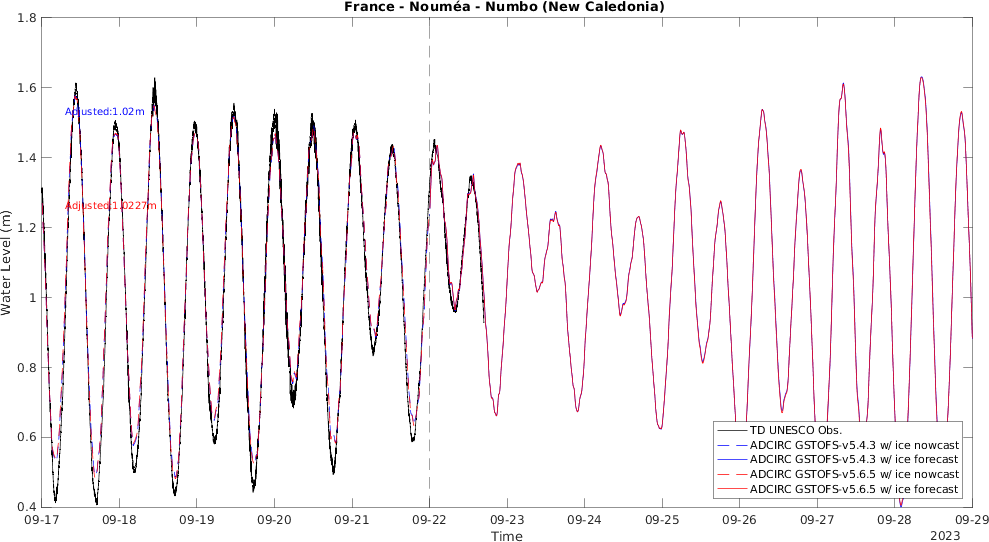 France - Nouméa - Numbo (New Caledonia)
1.8
1.6
1.4
1.2
1
0.8
0.6
0.4
Water Level (m)
Adjusted:1.02m
Adjusted:1.0227m
TD UNESCO Obs.
ADCIRC GSTOFS-v5.4.3 w/ ice nowcast
ADCIRC GSTOFS-v5.4.3 w/ ice forecast
ADCIRC GSTOFS-v5.6.5 w/ ice nowcast
ADCIRC GSTOFS-v5.6.5 w/ ice forecast
09-17 09-18 09-19 09-20 09-21 09-22 09-23 09-24 09-25 09-26 09-27 09-28 09-29
Time
2023